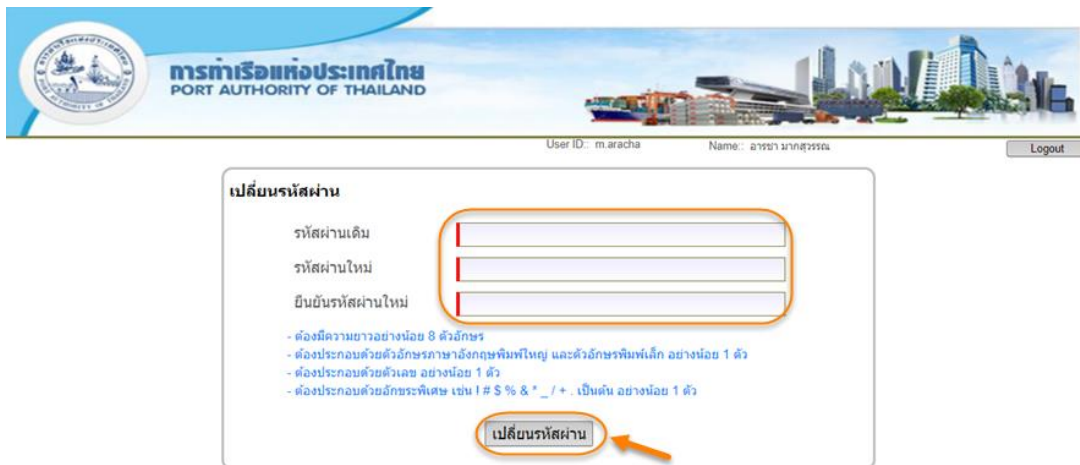 การท่าเรือแห่งประเทศไทย
PORT AUTHORITY OF THAILAND
User ID:: m.aracha Name:: อารชา มากสุวรรณ Logout
เปลี่ยนรหัสผ่าน
รหัสผ่านเดิม
รหัสผ่านใหม่
ยืนยันรหัสผ่านใหม่
- ต้องมีความยาวอย่างน้อย 8 ตัวอักษร
- ต้องประกอบด้วยตัวอักษรภาษาอังกฤษพิมพ์ใหญ่ และตัวอักษรพิมพ์เล็ก อย่างน้อย 1 ตัว
- ต้องประกอบด้วยตัวเลข อย่างน้อย 1 ตัว
- ต้องประกอบด้วยอักขระพิเศษ เช่น ! # $ % & * _ / + . เป็นต้น อย่างน้อย 1 ตัว
เปลี่ยนรหัสผ่าน